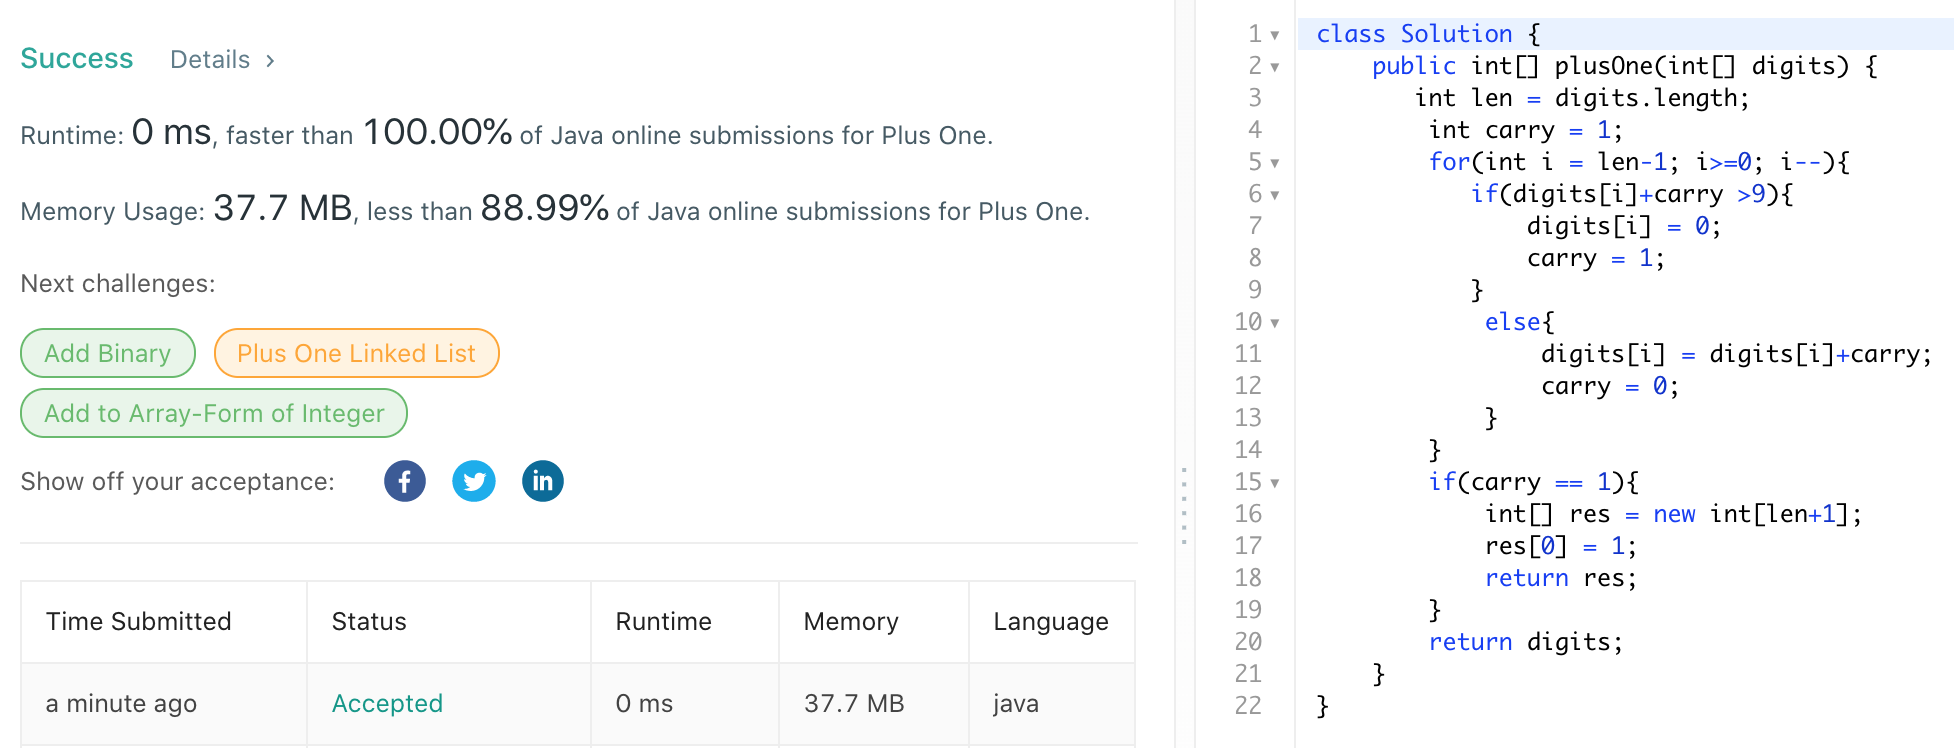 Success Details >
Runtime: 0 ms, faster than 100.00% of Java online submissions for Plus One.
Memory Usage: 37.7 MB, less than 88.99% of Java online submissions for Plus One.
Next challenges:
Add Binary Plus One Linked List
Add to Array-Form of Integer
Show off your acceptance: f in
Time Submitted Status Runtime Memory Language
a minute ago Accepted 0 ms 37.7 MB java
1 class Solution {
2     public int[] plusOne(int[] digits) {
3        int len = digits.length;
4         int carry = 1;
5         for(int i = len-1; i>=0; i--){
6            if(digits[i]+carry >9){
7                digits[i] = 0;
8                carry = 1;
9            }
10             else{
11                 digits[i] = digits[i]+carry;
12                 carry = 0;
13             }
14         }
15         if(carry == 1){
16             int[] res = new int[len+1];
17             res[0] = 1;
18             return res;
19         }
20         return digits;
21     }
22 }